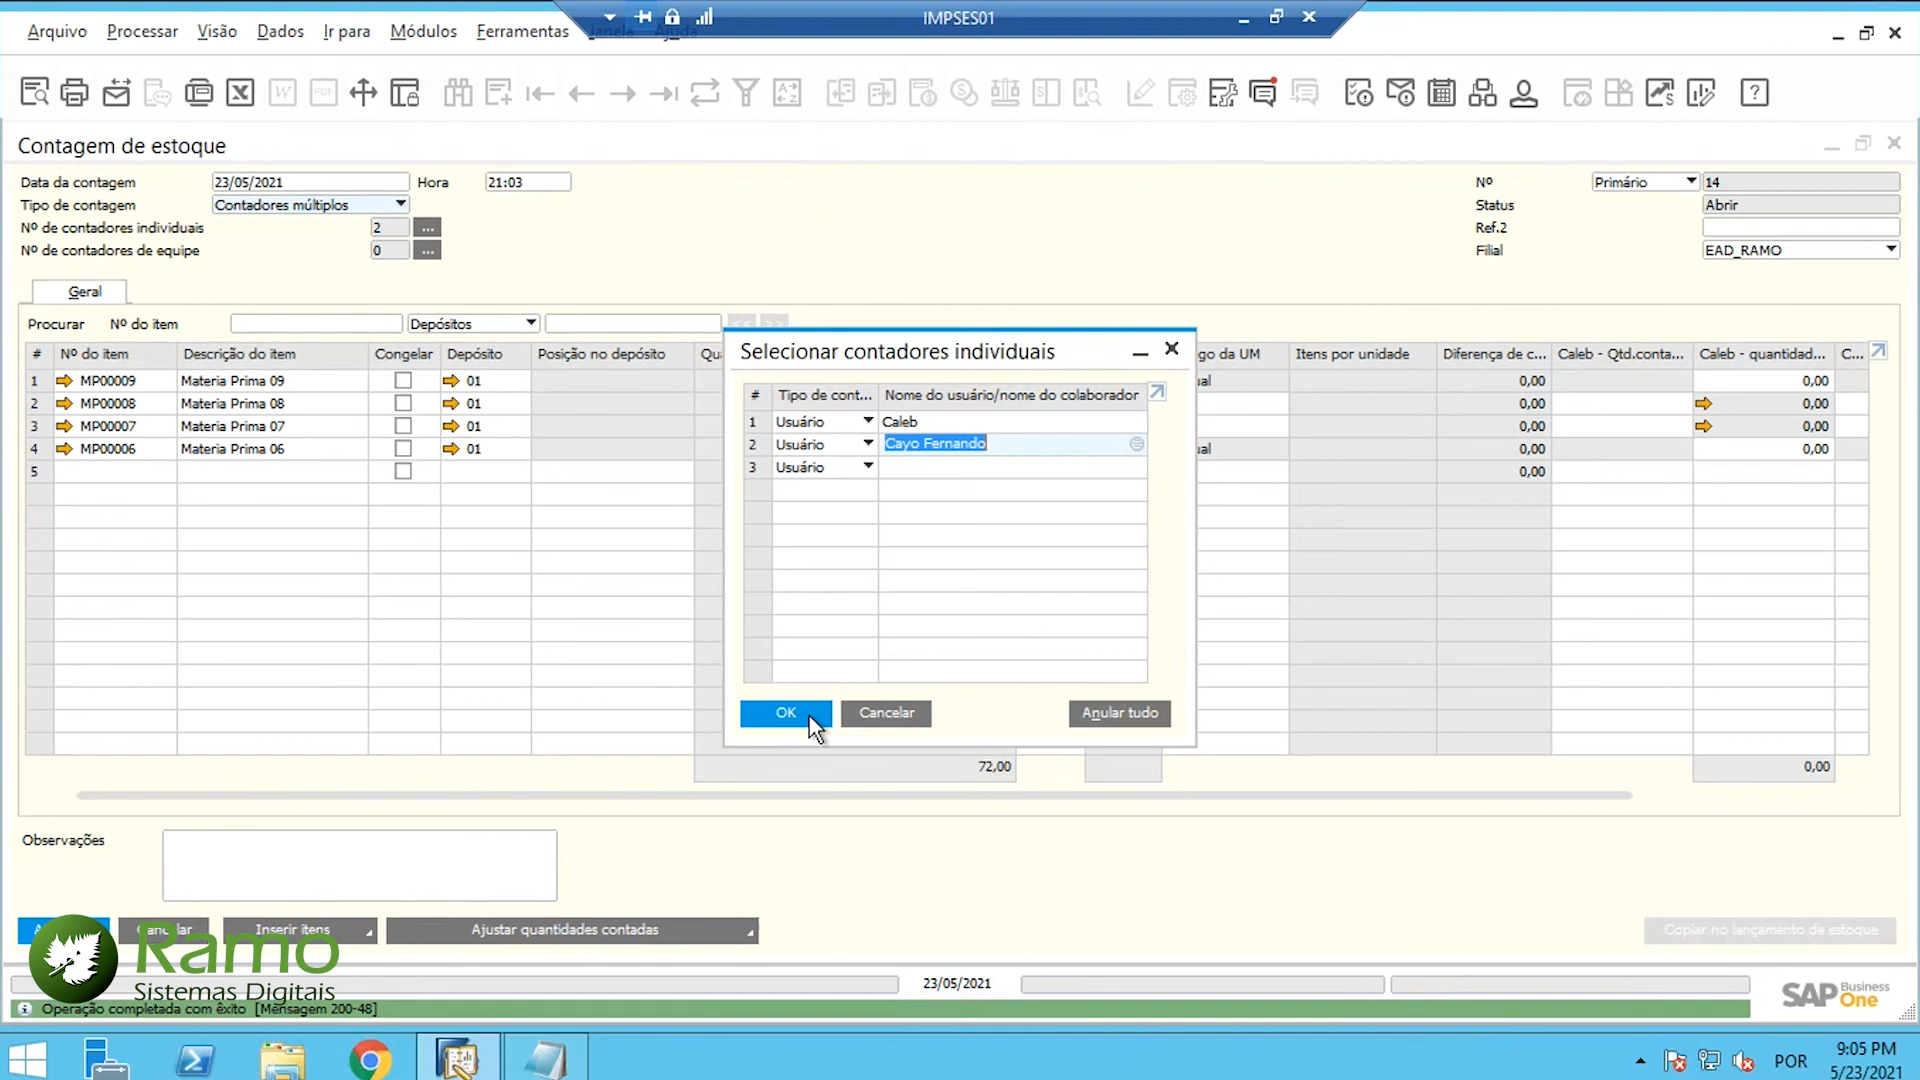 IMPSES01
Arquivo Processar Visão Dados Ir para Módulos Ferramentas Janela Ajuda
Contagem de estoque
Data da contagem 23/05/2021 Hora 21:03 Nº Primário 14
Tipo de contagem Contadores múltiplos Status Abrir
Nº de contadores individuais 2 ... Ref.2
Nº de contadores de equipe 0 ... Filial EAD_RAMO
Geral
Procurar Nº do item Depósitos << >>
# Nº do item Descrição do item Congelar Depósito Posição no depósito Qu go da UM Itens por unidade Diferença de c... Caleb - Qtd.conta... Caleb - quantidad... C...
1 MP00009 Materia Prima 09 01 ual 0,00 0,00
2 MP00008 Materia Prima 08 01 0,00 0,00
3 MP00007 Materia Prima 07 01 0,00 0,00
4 MP00006 Materia Prima 06 01 ual 0,00 0,00
5 0,00
72,00 0,00
Selecionar contadores individuais
# Tipo de cont... Nome do usuário/nome do colaborador
1 Usuário Caleb
2 Usuário Cayo Fernando
3 Usuário
OK Cancelar Anular tudo
Observações
A Cancelar Inserir itens Ajustar quantidades contadas Copiar no lançamento de estoque
Ramo
Sistemas Digitais
23/05/2021
SAP Business One
Operação completada com êxito [Mensagem 200-48]
POR 9:05 PM
5/23/2021